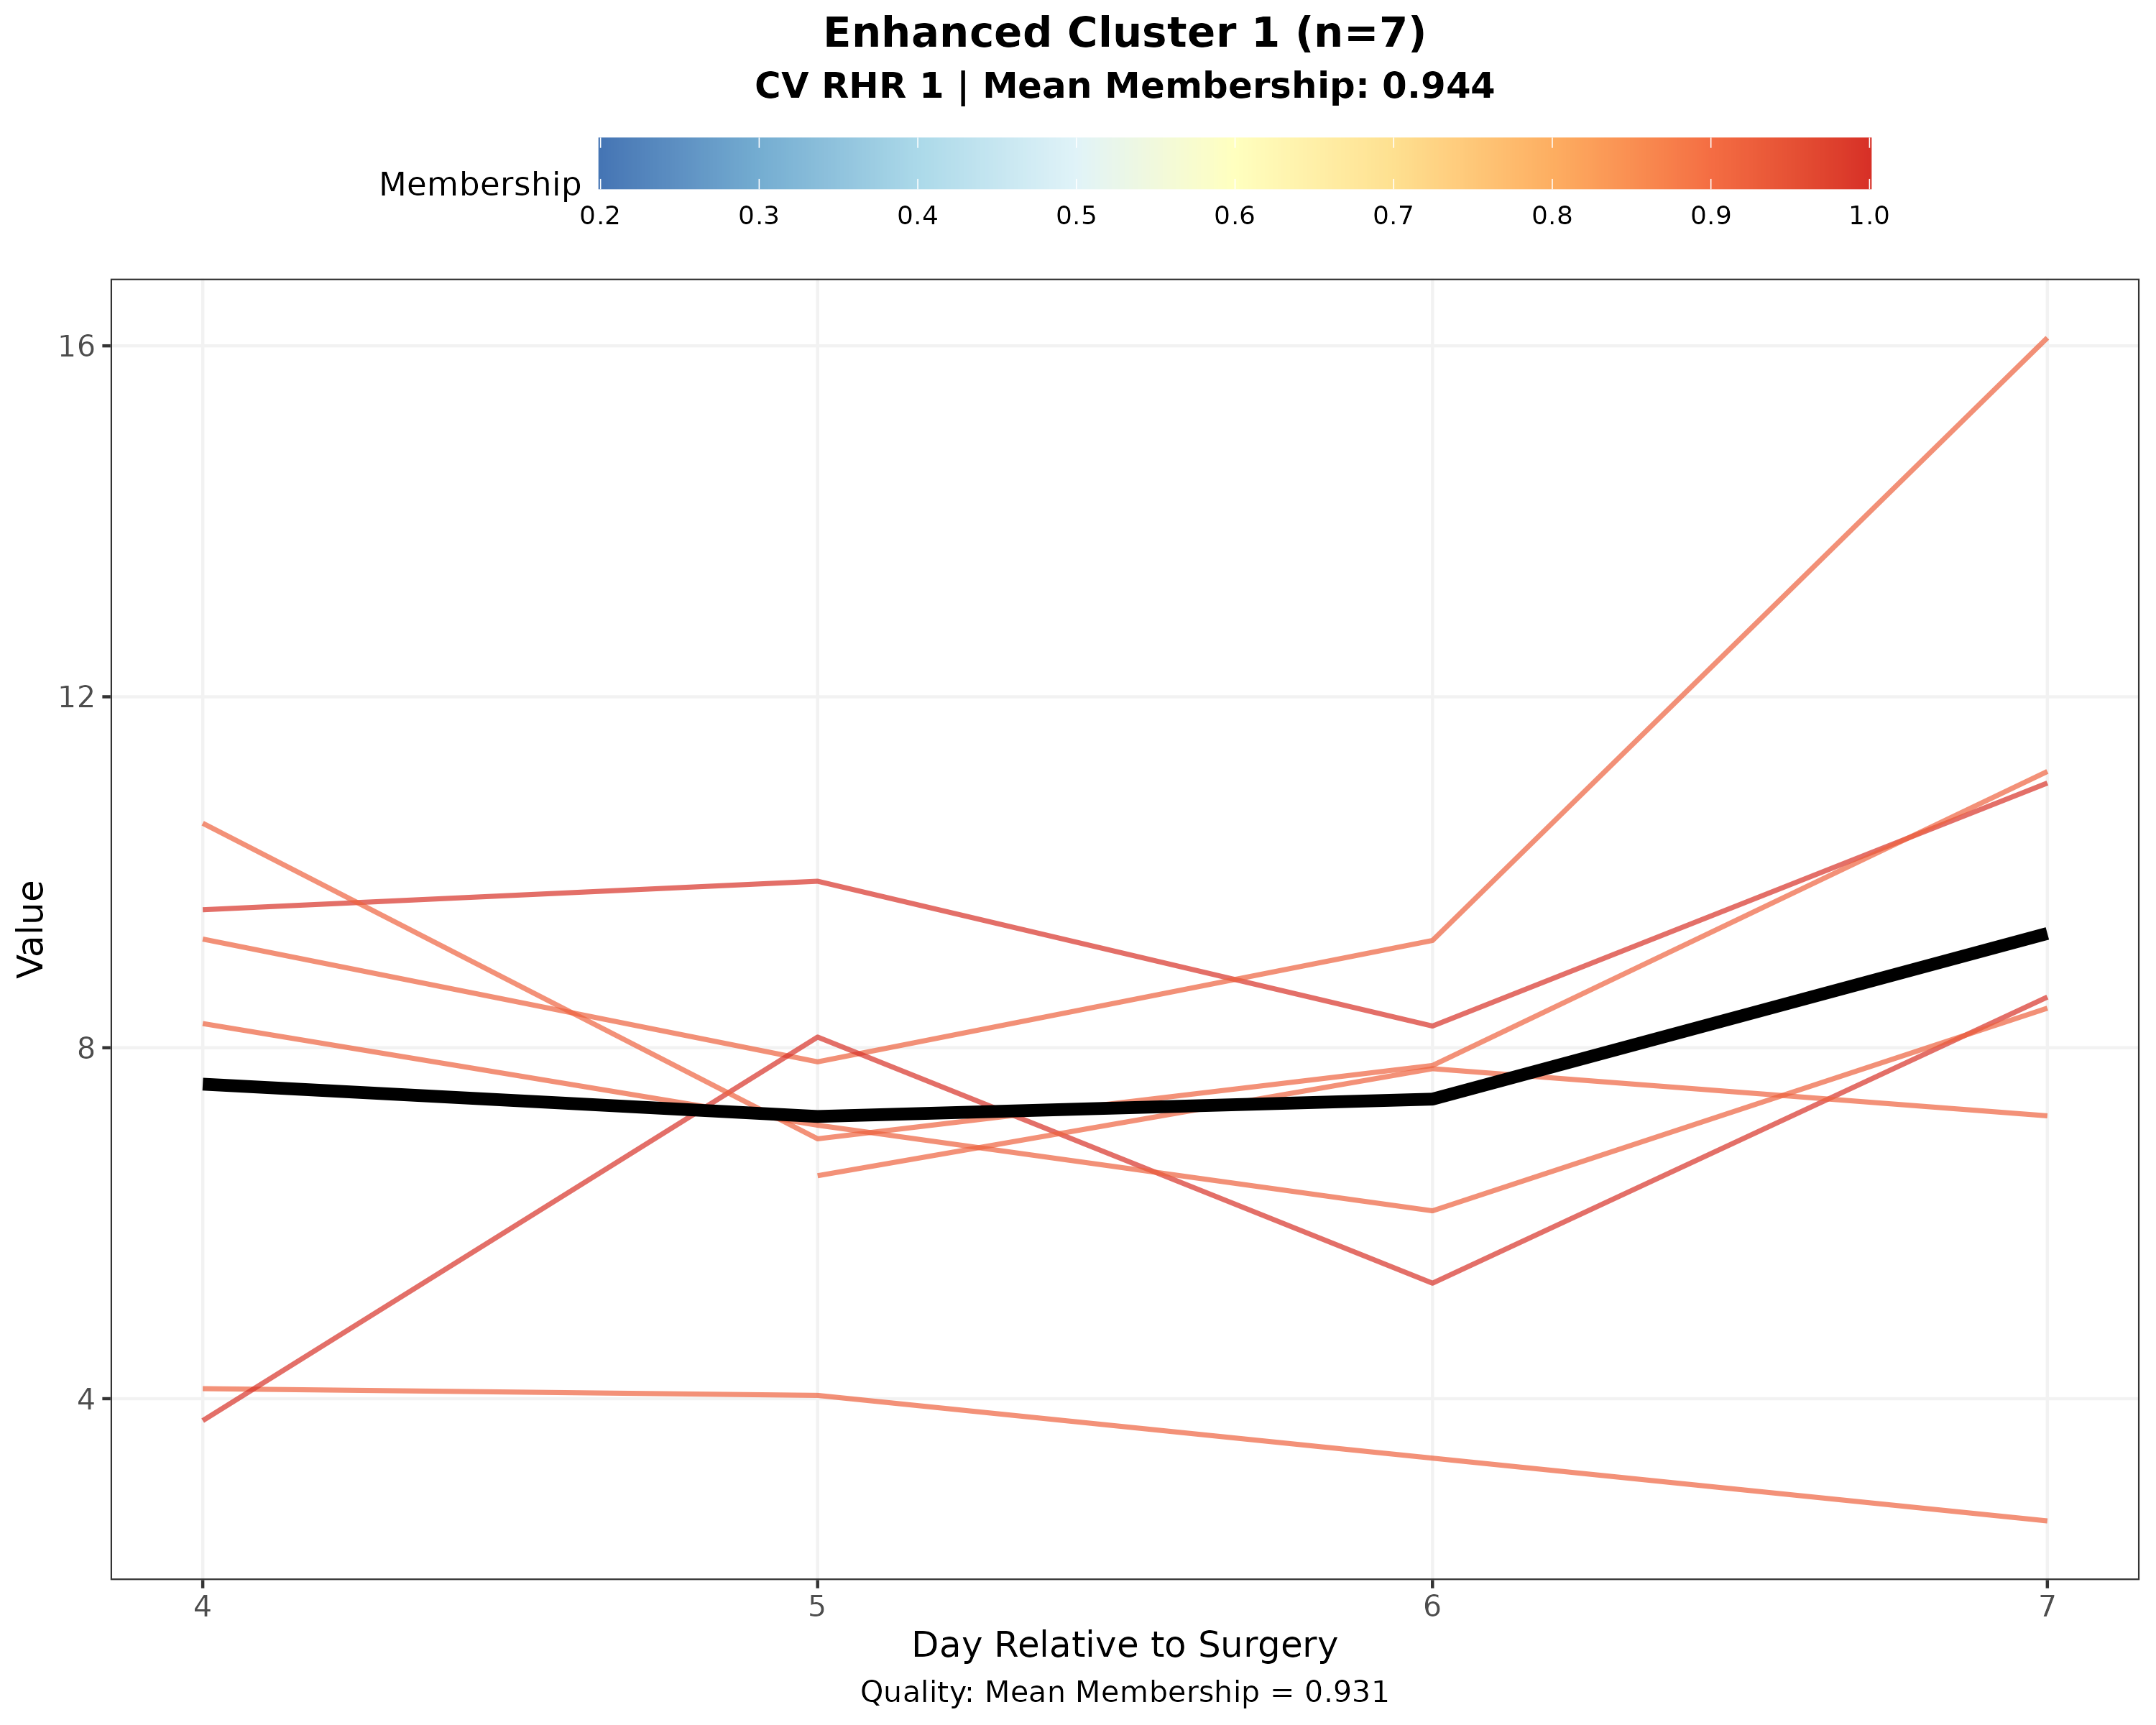 Enhanced Cluster 1 (n=7)
CV RHR 1 | Mean Membership: 0.944
Membership
0.2 0.3 0.4 0.5 0.6 0.7 0.8 0.9 1.0
Value
16
12
8
4
4 5 6 7
Day Relative to Surgery
Quality: Mean Membership = 0.931